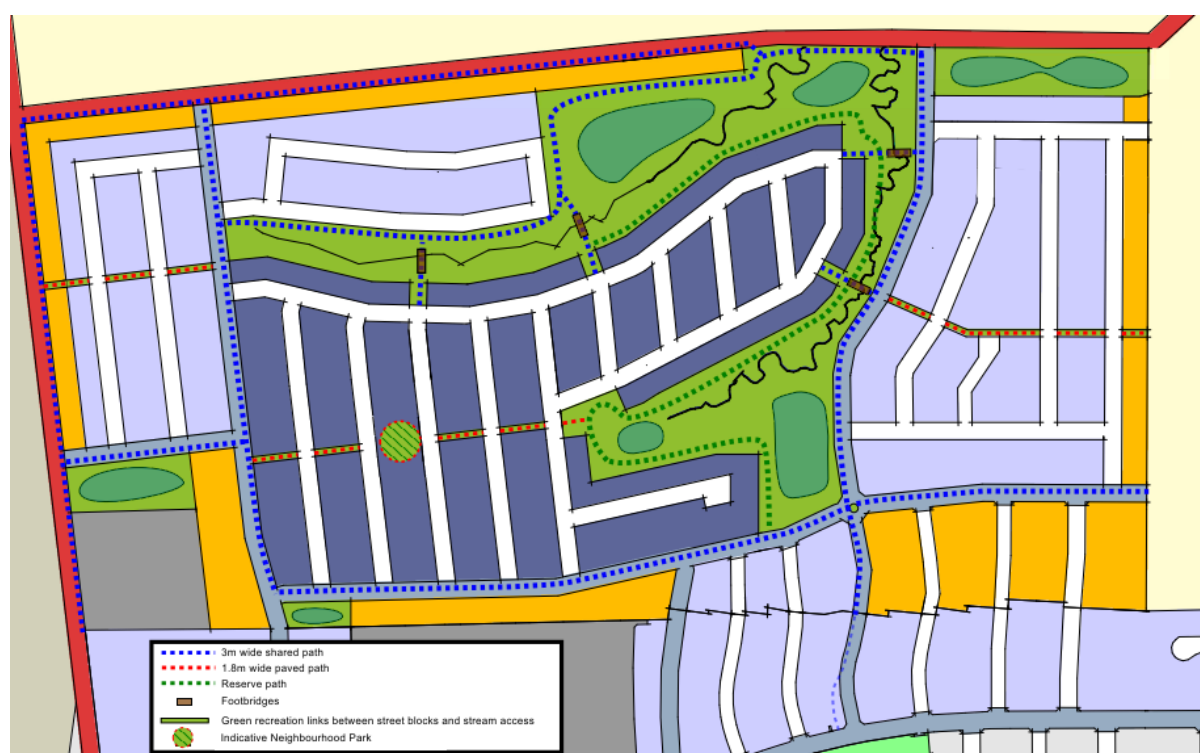 3m wide shared path
1.8m wide paved path
Reserve path
Footbridges
Green recreation links between street blocks and stream access
Indicative Neighbourhood Park